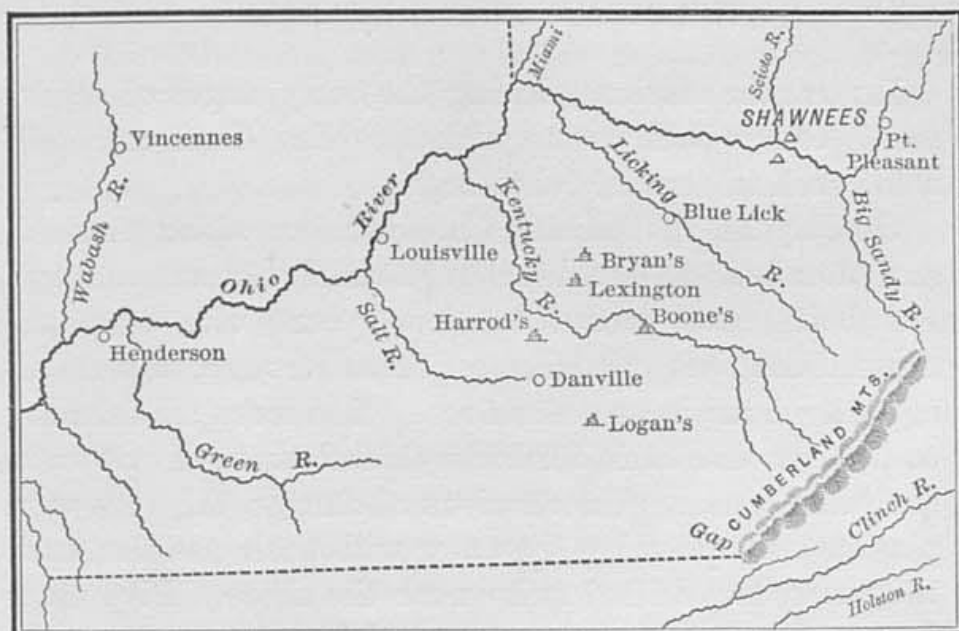 Miami
Scioto R.
SHAWNEES
Pt.
Pleasant
Vincennes
Wabash R.
Licking R.
Blue Lick
Big Sandy R.
Ohio River
Louisville
Kentucky R.
Bryan's
Lexington
Boone's
Harrod's
Henderson
Salt R.
Danville
Logan's
Green R.
Gap
CUMBERLAND MTS.
Clinch R.
Holston R.